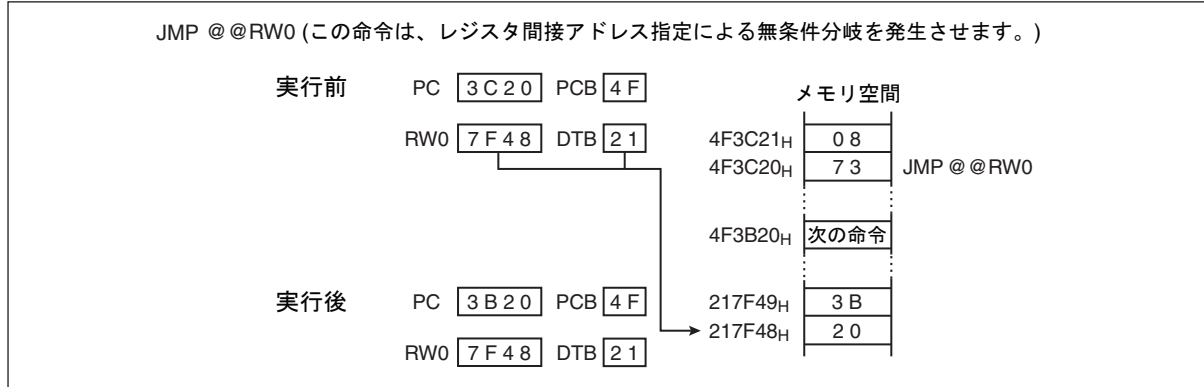 JMP @@RW0 (この命令は、レジスタ間接アドレス指定による無条件分岐を発生させます。)
実行前 PC 3C20 PCB 4F
RW0 7F48 DTB 21
メモリ空間
4F3C21H 08
4F3C20H 73 JMP @@RW0
4F3B20H 次の命令
実行後 PC 3B20 PCB 4F
RW0 7F48 DTB 21
217F49H 3B
217F48H 20